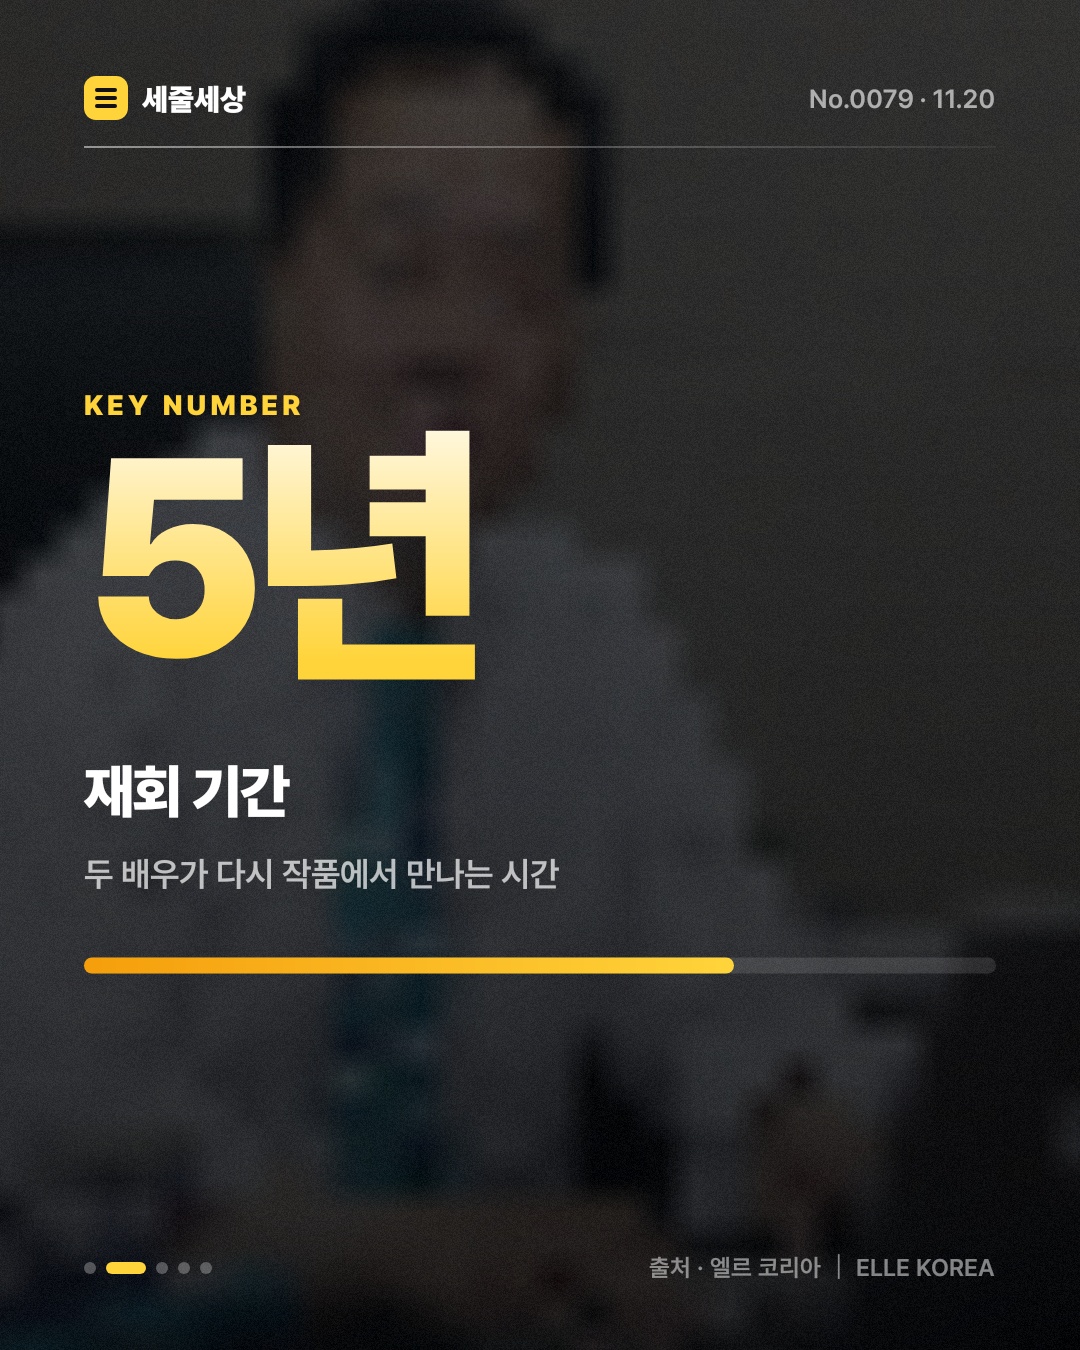 세줄세상
No.0079 · 11.20
KEY NUMBER
5년
재회 기간
두 배우가 다시 작품에서 만나는 시간
출처 · 엘르 코리아 | ELLE KOREA